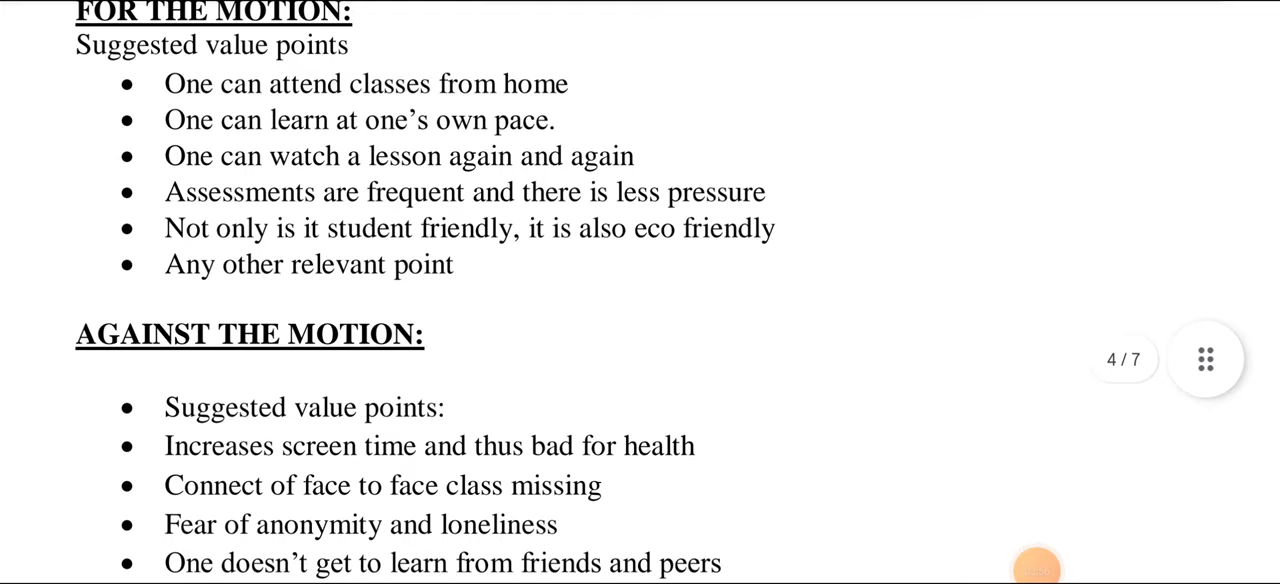 FOR THE MOTION:
Suggested value points
• One can attend classes from home
• One can learn at one’s own pace.
• One can watch a lesson again and again
• Assessments are frequent and there is less pressure
• Not only is it student friendly, it is also eco friendly
• Any other relevant point
AGAINST THE MOTION:
4 / 7
• Suggested value points:
• Increases screen time and thus bad for health
• Connect of face to face class missing
• Fear of anonymity and loneliness
• One doesn’t get to learn from friends and peers